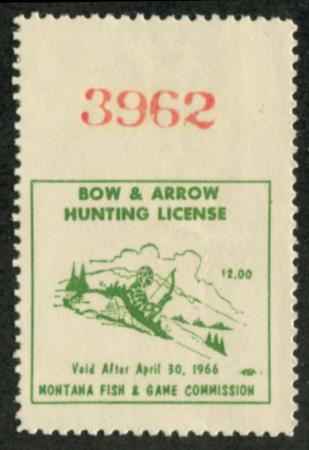 3962
BOW & ARROW
HUNTING LICENSE
$2.00
Void After April 30, 1966
MONTANA FISH & GAME COMMISSION